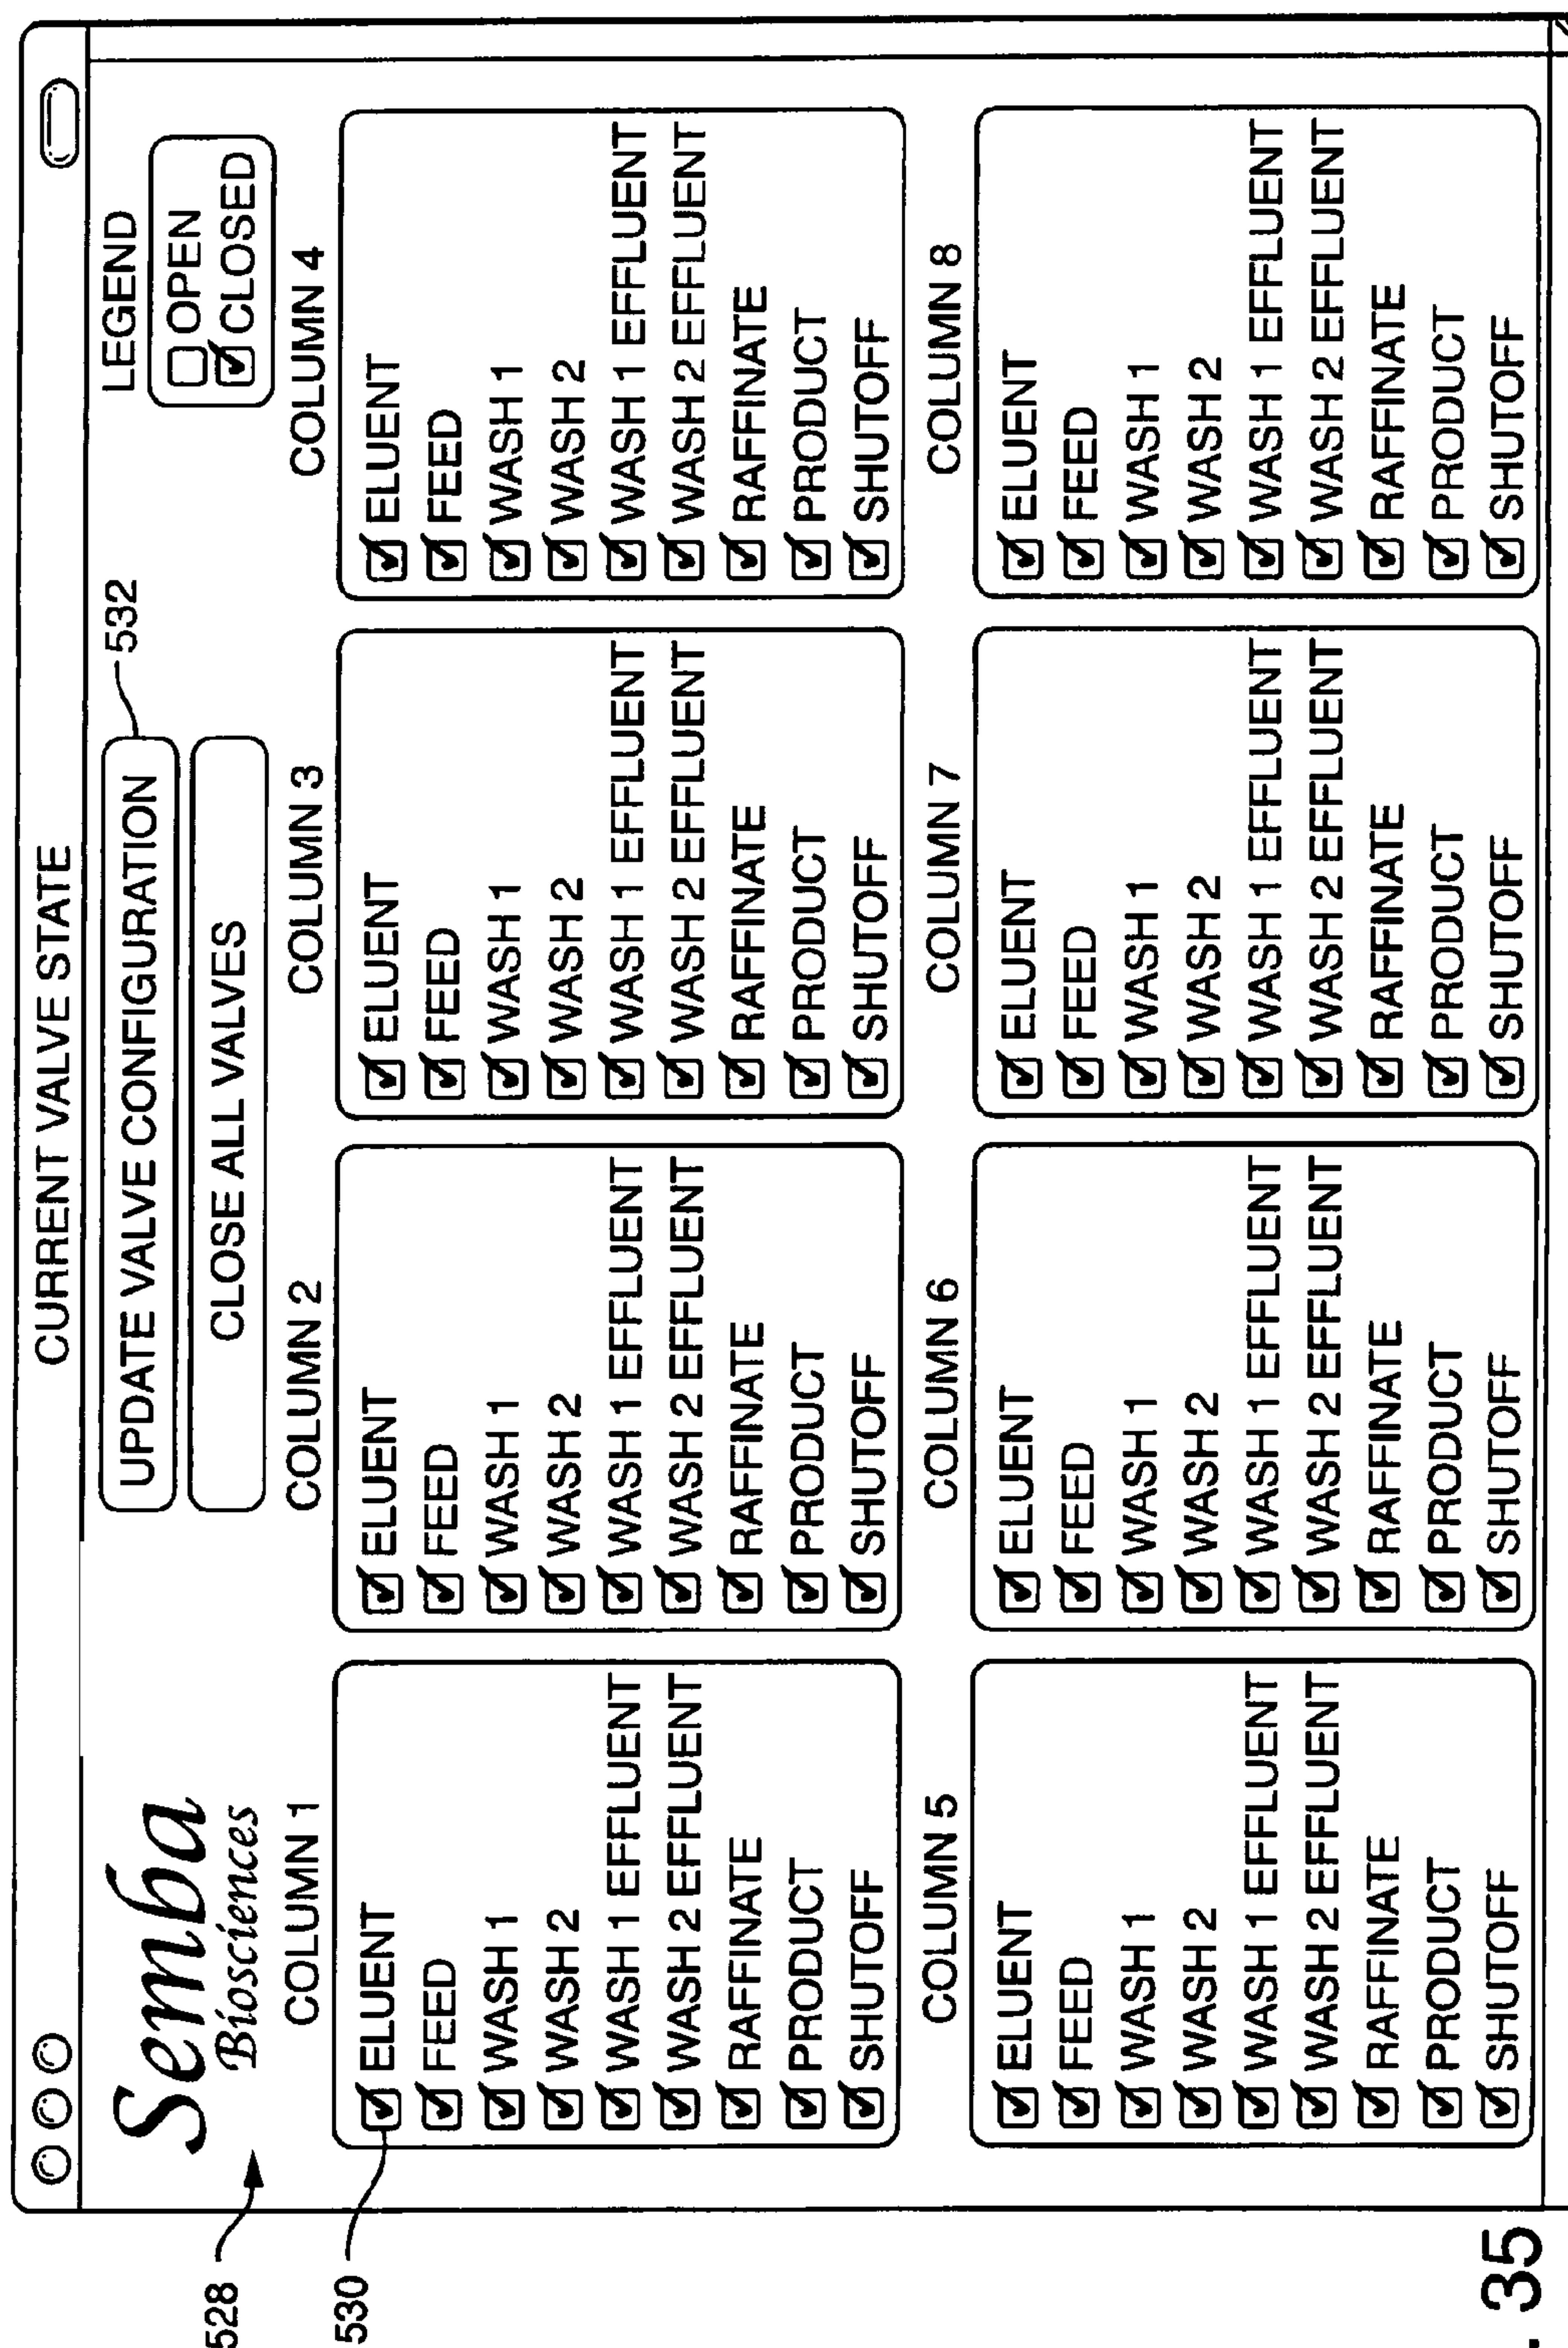 CURRENT VALVE STATE
Semba
Biosciences
UPDATE VALVE CONFIGURATION
CLOSE ALL VALVES
532
LEGEND
OPEN
CLOSED
528
530
COLUMN 1
ELUENT
FEED
WASH 1
WASH 2
WASH 1 EFFLUENT
WASH 2 EFFLUENT
RAFFINATE
PRODUCT
SHUTOFF
COLUMN 2
ELUENT
FEED
WASH 1
WASH 2
WASH 1 EFFLUENT
WASH 2 EFFLUENT
RAFFINATE
PRODUCT
SHUTOFF
COLUMN 3
ELUENT
FEED
WASH 1
WASH 2
WASH 1 EFFLUENT
WASH 2 EFFLUENT
RAFFINATE
PRODUCT
SHUTOFF
COLUMN 4
ELUENT
FEED
WASH 1
WASH 2
WASH 1 EFFLUENT
WASH 2 EFFLUENT
RAFFINATE
PRODUCT
SHUTOFF
COLUMN 5
ELUENT
FEED
WASH 1
WASH 2
WASH 1 EFFLUENT
WASH 2 EFFLUENT
RAFFINATE
PRODUCT
SHUTOFF
COLUMN 6
ELUENT
FEED
WASH 1
WASH 2
WASH 1 EFFLUENT
WASH 2 EFFLUENT
RAFFINATE
PRODUCT
SHUTOFF
COLUMN 7
ELUENT
FEED
WASH 1
WASH 2
WASH 1 EFFLUENT
WASH 2 EFFLUENT
RAFFINATE
PRODUCT
SHUTOFF
COLUMN 8
ELUENT
FEED
WASH 1
WASH 2
WASH 1 EFFLUENT
WASH 2 EFFLUENT
RAFFINATE
PRODUCT
SHUTOFF
. 35